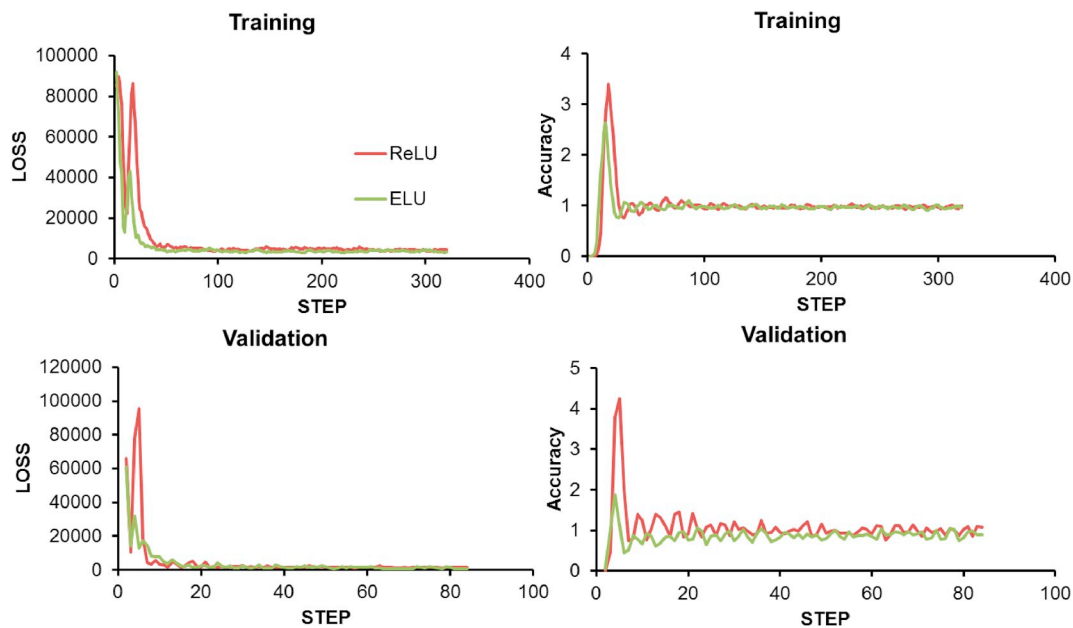 Training
100000
80000
60000
40000
20000
0
LOSS
0 100 200 300 400
STEP
ReLU
ELU
Training
4
3
2
1
0
Accuracy
0 100 200 300 400
STEP
Validation
120000
100000
80000
60000
40000
20000
0
LOSS
0 20 40 60 80 100
STEP
Validation
5
4
3
2
1
0
Accuracy
0 20 40 60 80 100
STEP